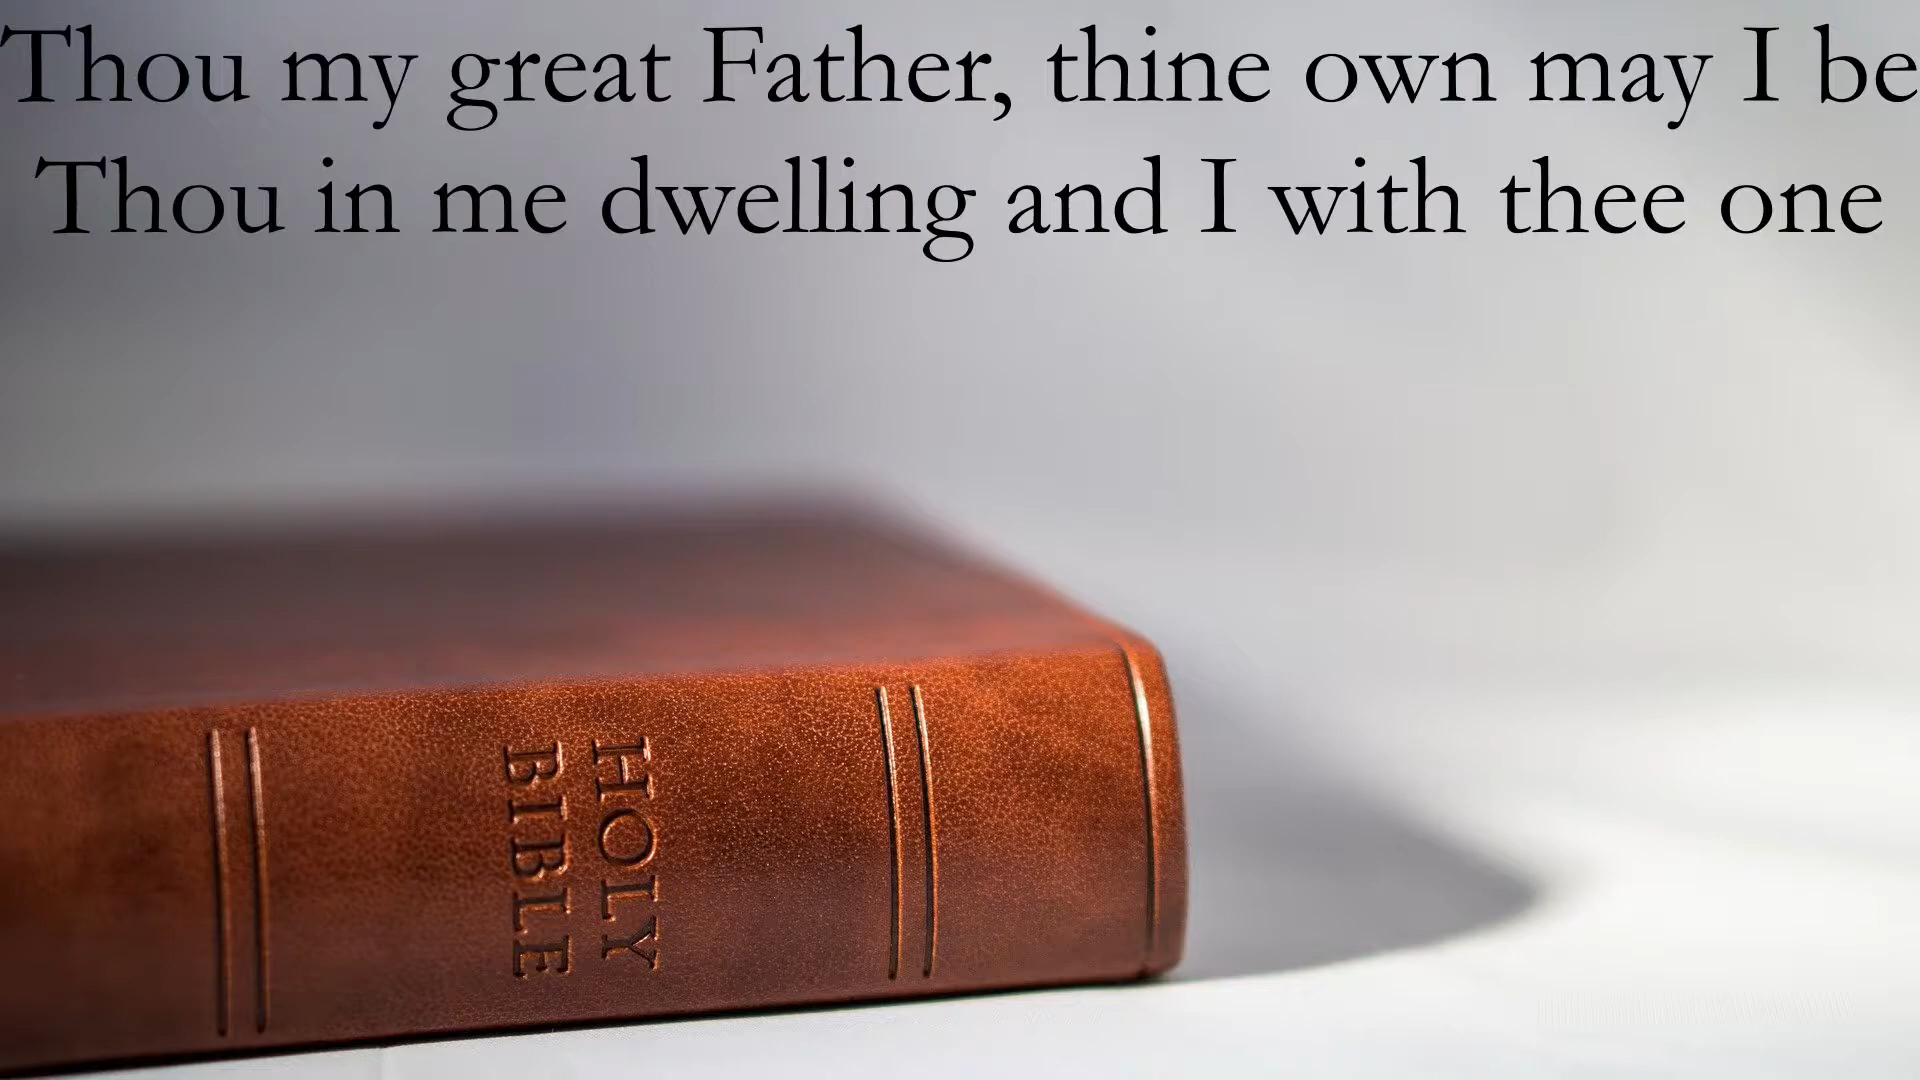 Thou my great Father, thine own may I be
Thou in me dwelling and I with thee one
HOLY
BIBLE